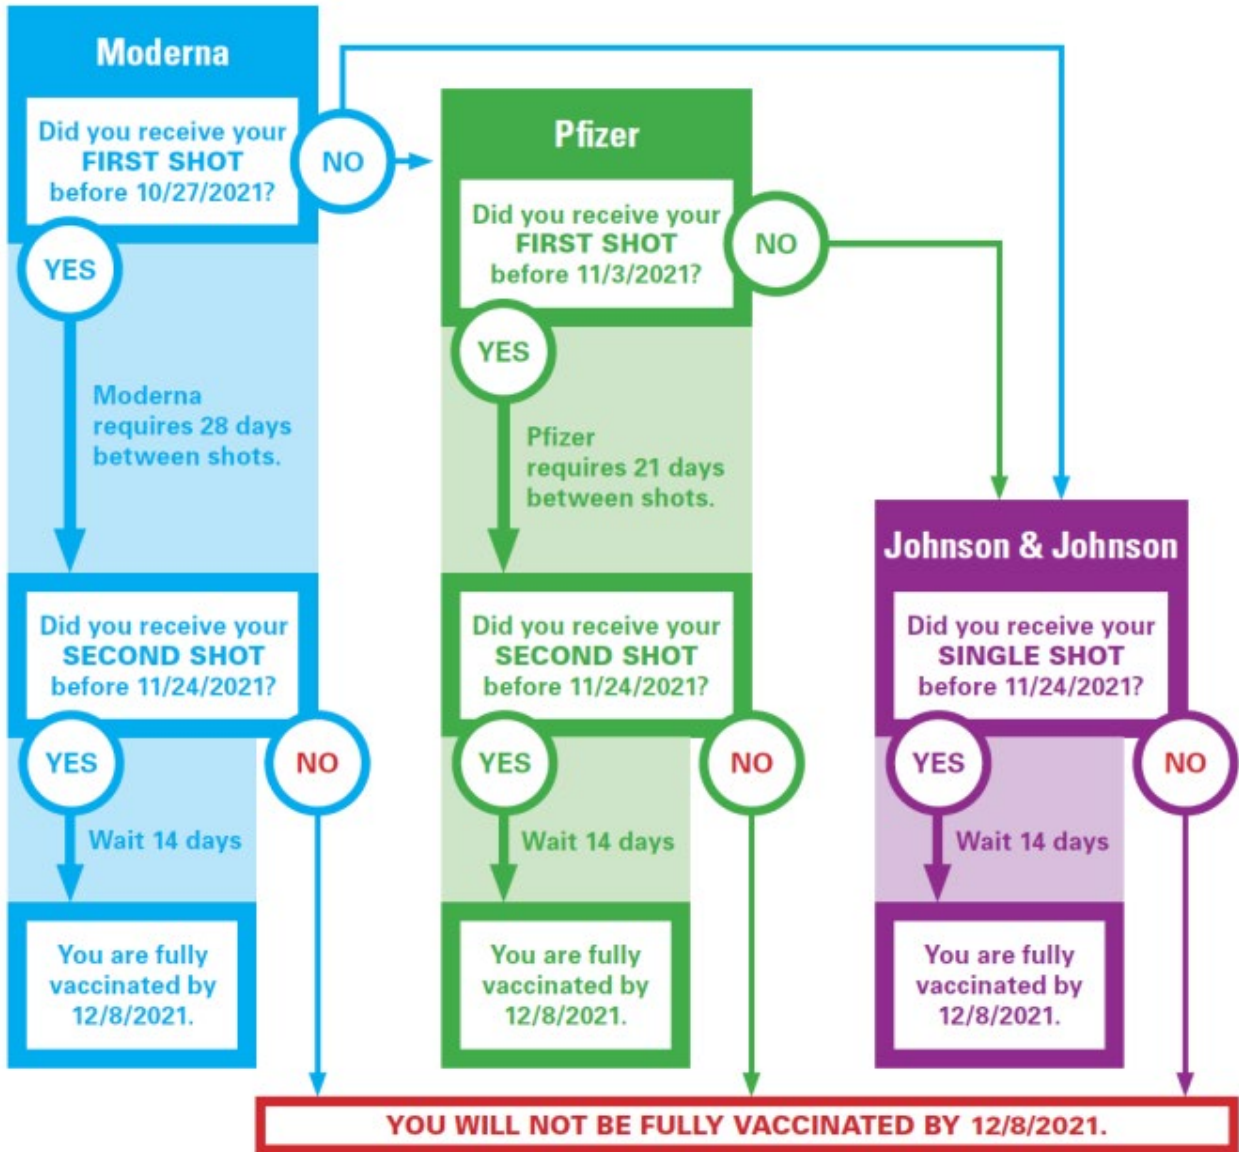 Moderna
Did you receive your
FIRST SHOT
before 10/27/2021?
NO
YES
Moderna
requires 28 days
between shots.
Did you receive your
SECOND SHOT
before 11/24/2021?
YES
NO
Wait 14 days
You are fully
vaccinated by
12/8/2021.
Pfizer
Did you receive your
FIRST SHOT
before 11/3/2021?
NO
YES
Pfizer
requires 21 days
between shots.
Did you receive your
SECOND SHOT
before 11/24/2021?
YES
NO
Wait 14 days
You are fully
vaccinated by
12/8/2021.
Johnson & Johnson
Did you receive your
SINGLE SHOT
before 11/24/2021?
YES
NO
Wait 14 days
You are fully
vaccinated by
12/8/2021.
YOU WILL NOT BE FULLY VACCINATED BY 12/8/2021.